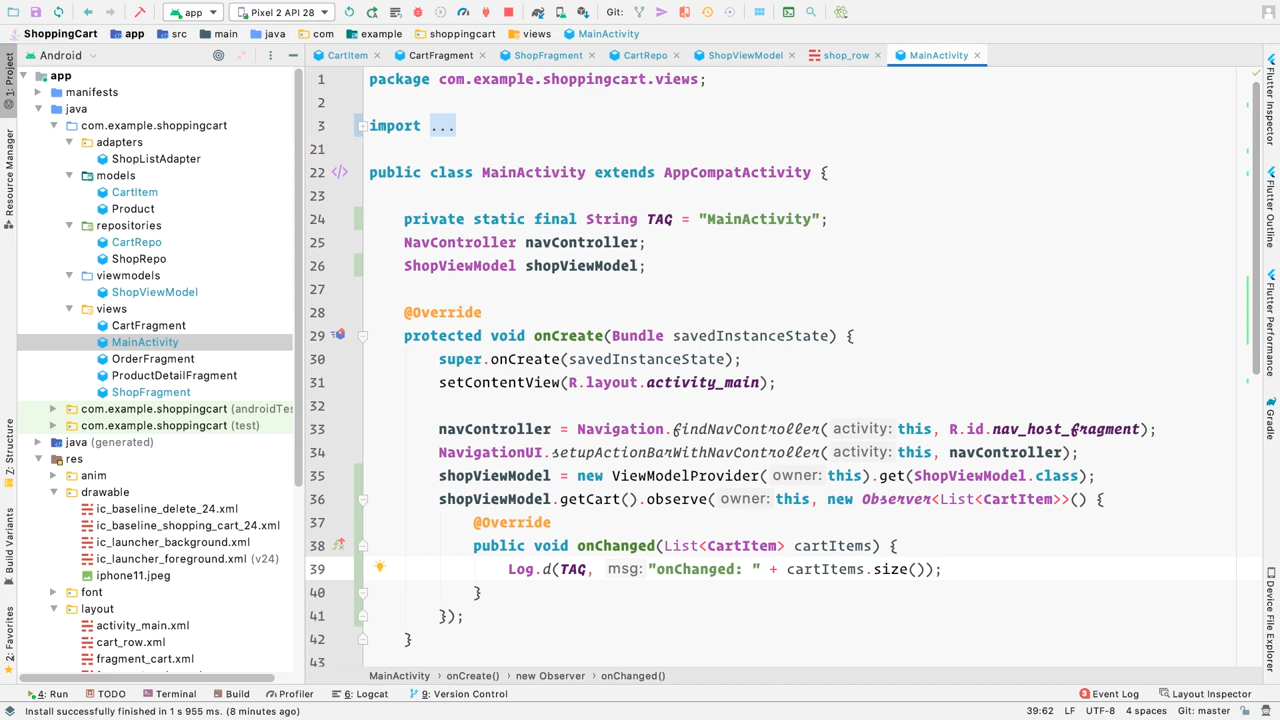 app
Pixel 2 API 28
Git:
ShoppingCart
app
src
main
java
com
example
shoppingcart
views
MainActivity
Android
CartItem
CartFragment
ShopFragment
CartRepo
ShopViewModel
shop_row
MainActivity
1: Project
Resource Manager
Z: Structure
Build Variants
2: Favorites
app
manifests
java
com.example.shoppingcart
adapters
ShopListAdapter
models
CartItem
Product
repositories
CartRepo
ShopRepo
viewmodels
ShopViewModel
views
CartFragment
MainActivity
OrderFragment
ProductDetailFragment
ShopFragment
com.example.shoppingcart (androidTes
com.example.shoppingcart (test)
java (generated)
res
anim
drawable
ic_baseline_delete_24.xml
ic_baseline_shopping_cart_24.xml
ic_launcher_background.xml
ic_launcher_foreground.xml (v24)
iphone11.jpeg
font
layout
activity_main.xml
cart_row.xml
fragment_cart.xml
1 package com.example.shoppingcart.views;
2
3 import ...
21
22 public class MainActivity extends AppCompatActivity {
23
24 private static final String TAG = "MainActivity";
25 NavController navController;
26 ShopViewModel shopViewModel;
27
28 @Override
29 protected void onCreate(Bundle savedInstanceState) {
30 super.onCreate(savedInstanceState);
31 setContentView(R.layout.activity_main);
32
33 navController = Navigation.findNavController( activity: this, R.id.nav_host_fragment);
34 NavigationUI.setupActionBarWithNavController( activity: this, navController);
35 shopViewModel = new ViewModelProvider( owner: this).get(ShopViewModel.class);
36 shopViewModel.getCart().observe( owner: this, new Observer<List<CartItem>>() {
37 @Override
38 public void onChanged(List<CartItem> cartItems) {
39 Log.d(TAG, msg: "onChanged: " + cartItems.size());
40 }
41 });
42 }
43
MainActivity
onCreate()
new Observer
onChanged()
Flutter Inspector
Flutter Outline
Flutter Performance
Gradle
Device File Explorer
4: Run
TODO
Terminal
Build
Profiler
6: Logcat
9: Version Control
3 Event Log
Layout Inspector
Install successfully finished in 1 s 955 ms. (8 minutes ago)
39:62
LF
UTF-8
4 spaces
Git: master